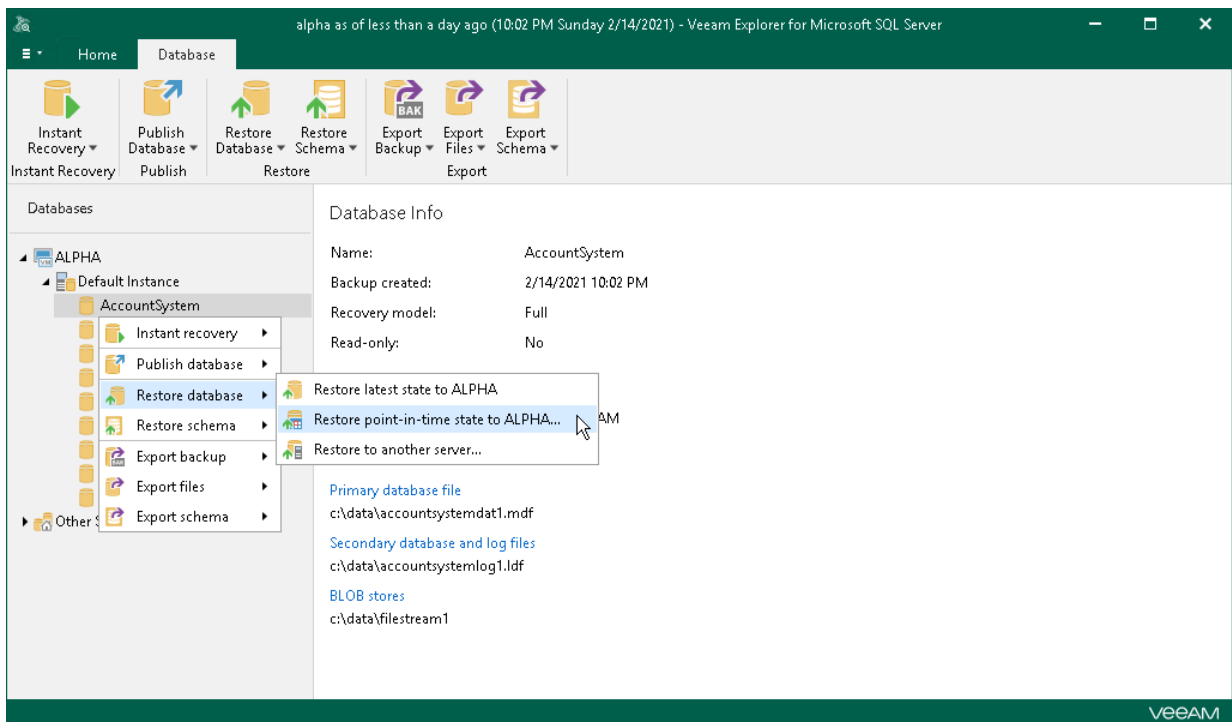 alpha as of less than a day ago (10:02 PM Sunday 2/14/2021) - Veeam Explorer for Microsoft SQL Server
Home Database
Instant Recovery
Publish Database
Restore Database
Restore Schema
BAK
Export Backup
Export Files
Export Schema
Instant Recovery Publish Restore Export
Databases
ALPHA
Default Instance
AccountSystem
Instant recovery
Publish database
Restore database
Restore schema
Export backup
Export files
Export schema
Other
Restore latest state to ALPHA
Restore point-in-time state to ALPHA...
Restore to another server...
Database Info
Name: AccountSystem
Backup created: 2/14/2021 10:02 PM
Recovery model: Full
Read-only: No
AM
Primary database file
c:\data\accountsystemdat1.mdf
Secondary database and log files
c:\data\accountsystemlog1.ldf
BLOB stores
c:\data\filestream1
veeAM